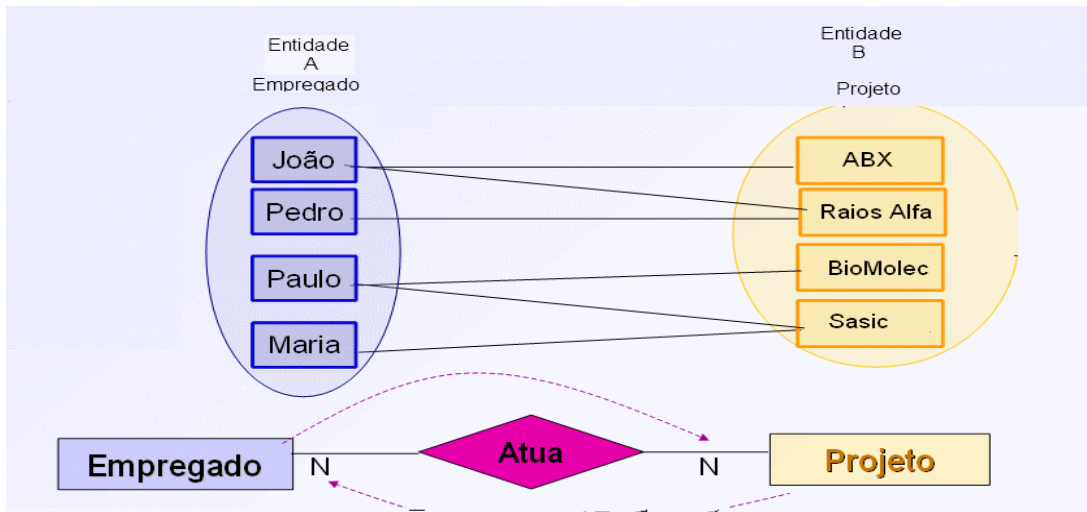 Entidade
A
Empregado
Entidade
B
Projeto
João
ABX
Pedro
Raios Alfa
Paulo
BioMolec
Maria
Sasic
Empregado
N
Atua
N
Projeto